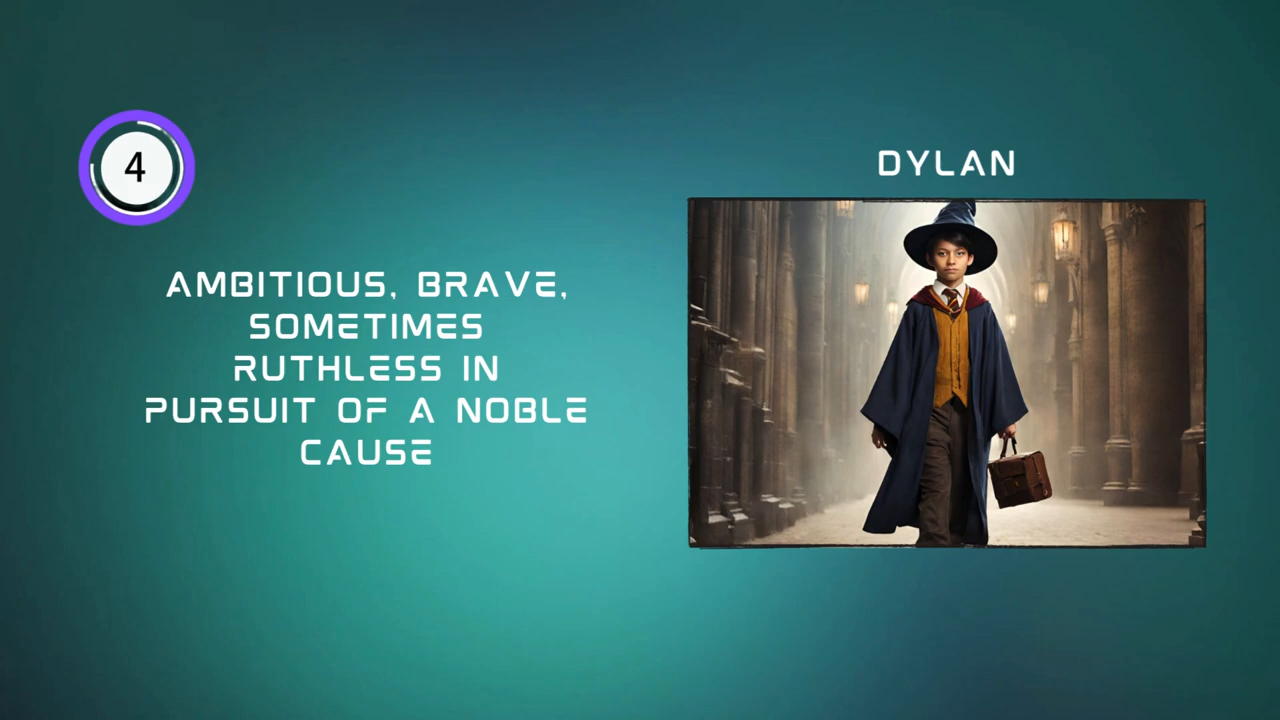 4
DYLAN
AMBITIOUS, BRAVE,
SOMETIMES
RUTHLESS IN
PURSUIT OF A NOBLE
CAUSE